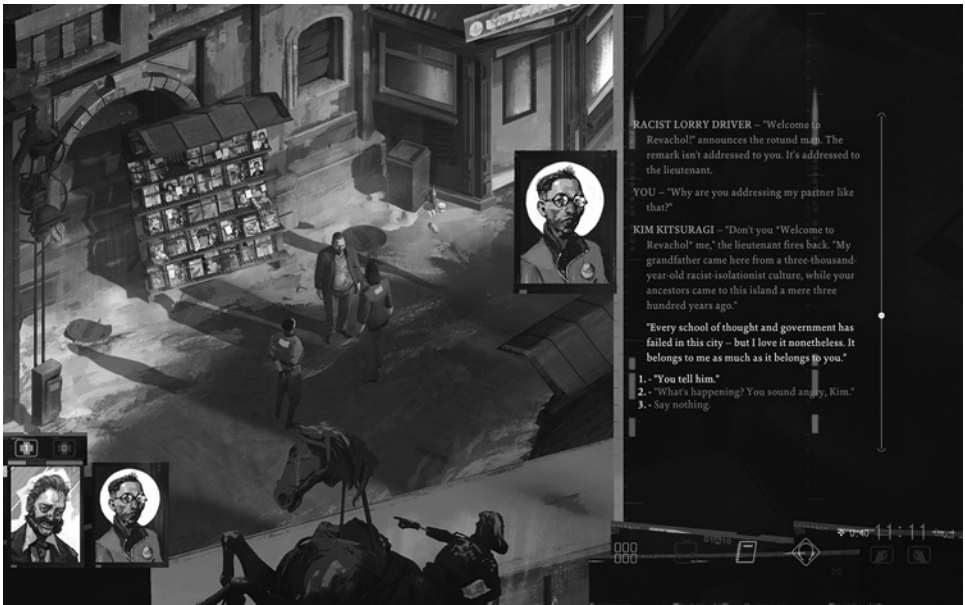 RACIST LORRY DRIVER – "Welcome to
Revachol!" announces the rotund man. The
remark isn't addressed to you. It's addressed to
the lieutenant.
YOU – "Why are you addressing my partner like
that?"
KIM KITSURAGI – "Don't you *Welcome to
Revachol* me," the lieutenant fires back. "My
grandfather came here from a three-thousand-
year-old racist-isolationist culture, while your
ancestors came to this island a mere three
hundred years ago."
"Every school of thought and government has
failed in this city – but I love it nonetheless. It
belongs to me as much as it belongs to you."
1. - "You tell him."
2. - "What's happening? You sound angry, Kim."
3. - Say nothing.
0:40 11:11